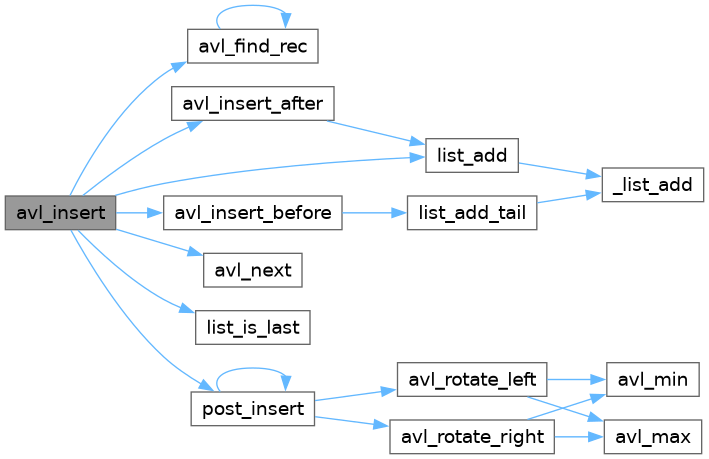 avl_find_rec
avl_insert_after
list_add
_list_add
avl_insert
avl_insert_before
list_add_tail
avl_next
list_is_last
avl_rotate_left
avl_min
post_insert
avl_rotate_right
avl_max